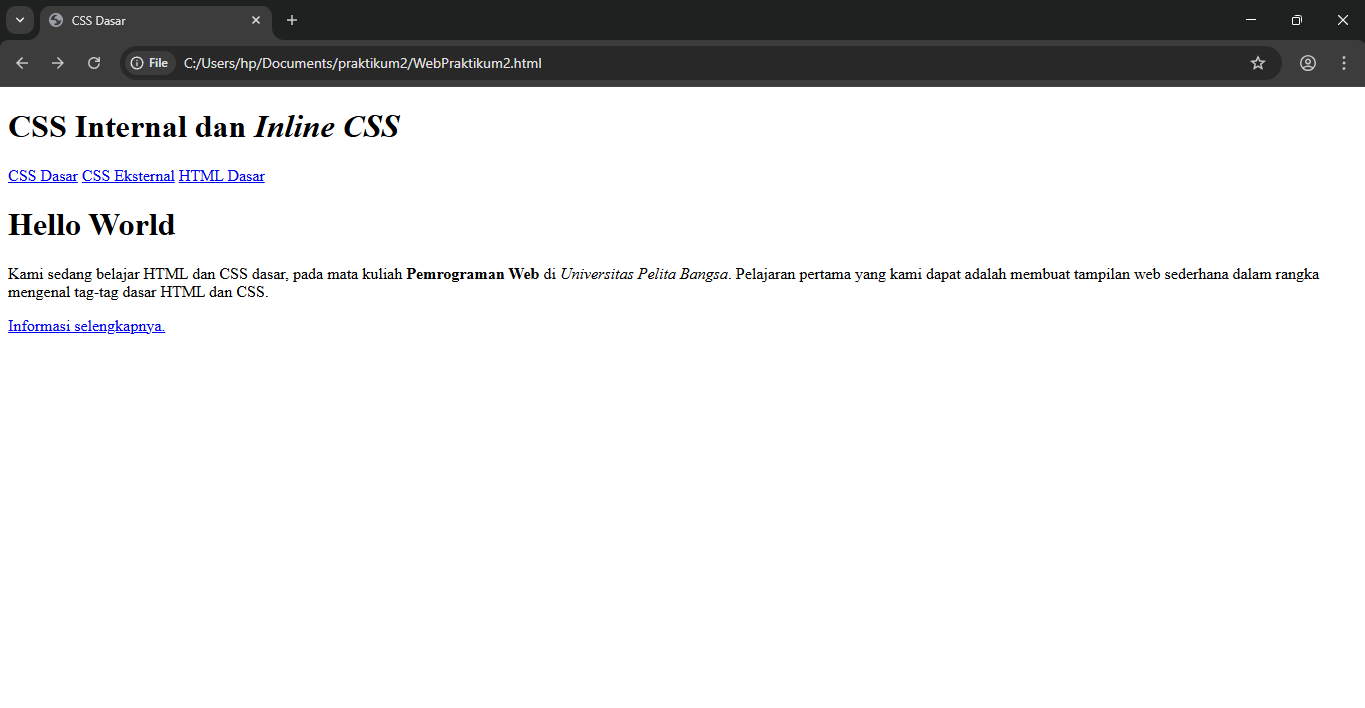 CSS Dasar
File C:/Users/hp/Documents/praktikum2/WebPraktikum2.html
CSS Internal dan Inline CSS
CSS Dasar CSS Eksternal HTML Dasar
Hello World
Kami sedang belajar HTML dan CSS dasar, pada mata kuliah Pemrograman Web di Universitas Pelita Bangsa. Pelajaran pertama yang kami dapat adalah membuat tampilan web sederhana dalam rangka
mengenal tag-tag dasar HTML dan CSS.
Informasi selengkapnya.